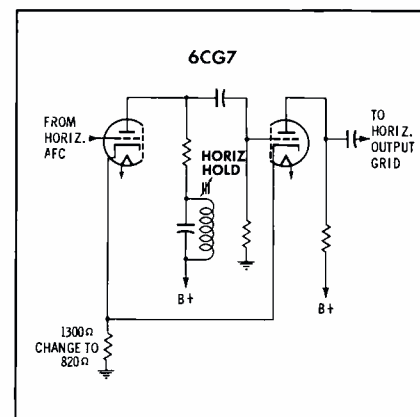 6CG7
FROM
HORIZ.
AFC
HORIZ
HOLD
TO
HORIZ.
OUTPUT
GRID
B+
B+
1300Ω
CHANGE TO
820Ω